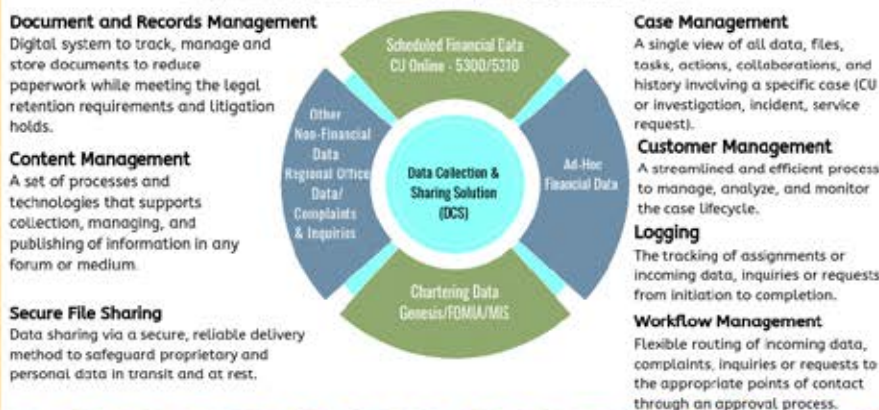 Document and Records Management
Digital system to track, manage and
store documents to reduce
paperwork while meeting the legal
retention requirements and litigation
holds.
Content Management
A set of processes and
technologies that supports
collection, managing, and
publishing of information in any
forum or medium.
Secure File Sharing
Data sharing via a secure, reliable delivery
method to safeguard proprietary and
personal data in transit and at rest.
Scheduled Financial Data
CU Online - 5300/5310
Other
Non-Financial
Data
Regional Office
Data/
Complaints
& Inquiries
Data Collection &
Sharing Solution
(DCS)
Ad-Hoc
Financial Data
Chartering Data
Genesis/FOMIA/MIS
Case Management
A single view of all data, files,
tasks, actions, collaborations, and
history involving a specific case (CU
or investigation, incident, service
request).
Customer Management
A streamlined and efficient process
to manage, analyze, and monitor
the case lifecycle.
Logging
The tracking of assignments or
incoming data, inquiries or requests
from initiation to completion.
Workflow Management
Flexible routing of incoming data,
complaints, inquiries or requests to
the appropriate points of contact
through an approval process.